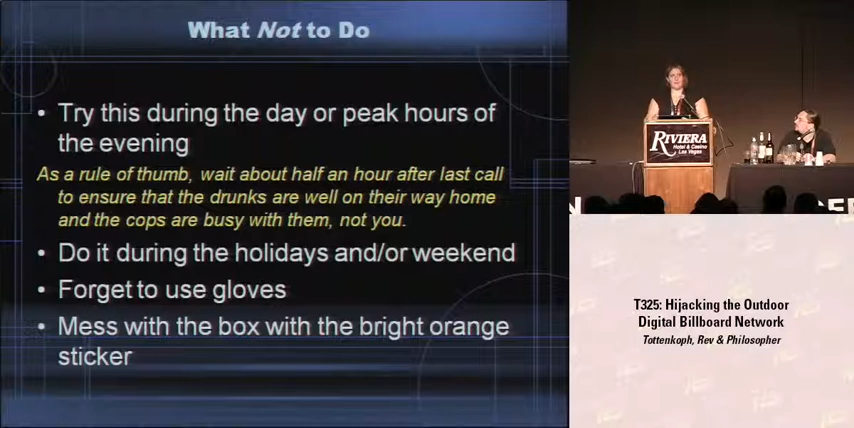 What Not to Do
• Try this during the day or peak hours of
the evening
As a rule of thumb, wait about half an hour after last call
to ensure that the drunks are well on their way home
and the cops are busy with them, not you.
• Do it during the holidays and/or weekend
• Forget to use gloves
• Mess with the box with the bright orange
sticker
RIVIERA
Hotel & Casino
Las Vegas
T325: Hijacking the Outdoor
Digital Billboard Network
Tottenkoph, Rev & Philosopher